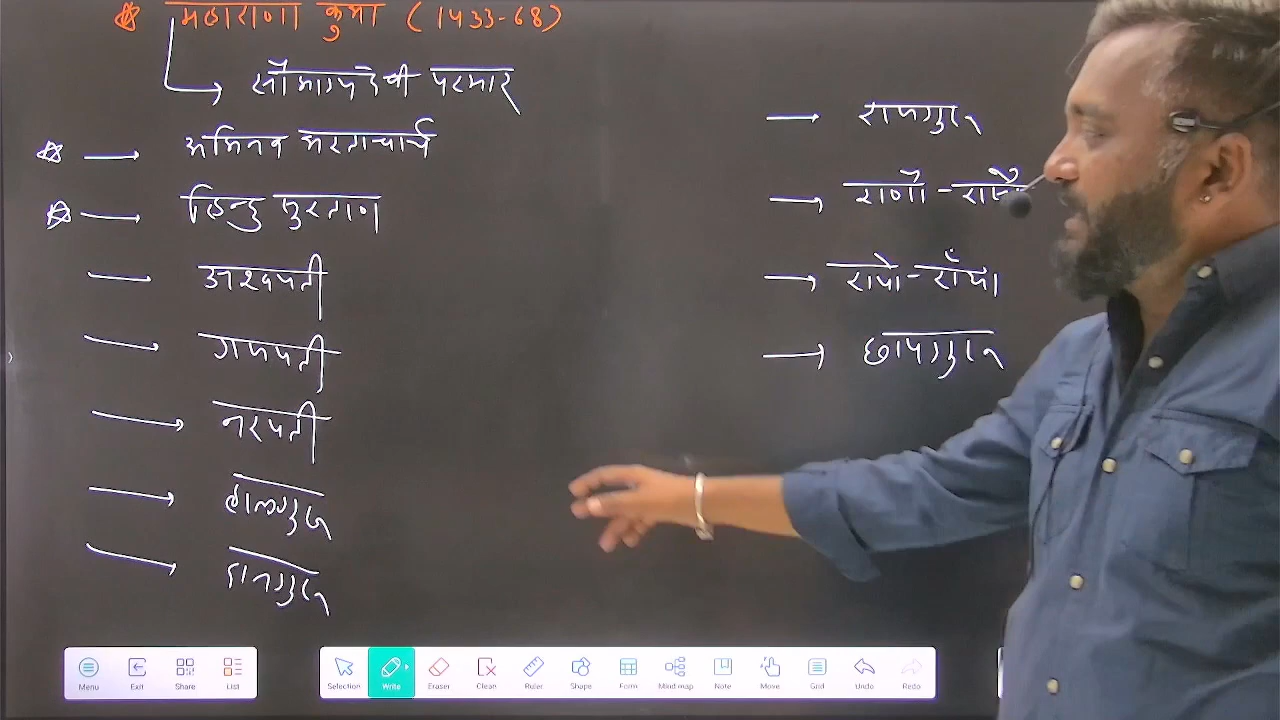 महाराणा कुंभा (1433-68)
सौभाग्यदेवी परमार
अभिनव भरताचार्य
हिन्दु सुरताण
अश्वपती
गजपती
नरपती
हालगुरु
दानगुरु
राजगुरु
राणो - रासो
रायो - राँया
छापगुरु
Menu
Exit
Share
List
Selection
Write
Eraser
Clean
Ruler
Shape
Form
Mind map
Note
Move
Grid
Undo
Redo